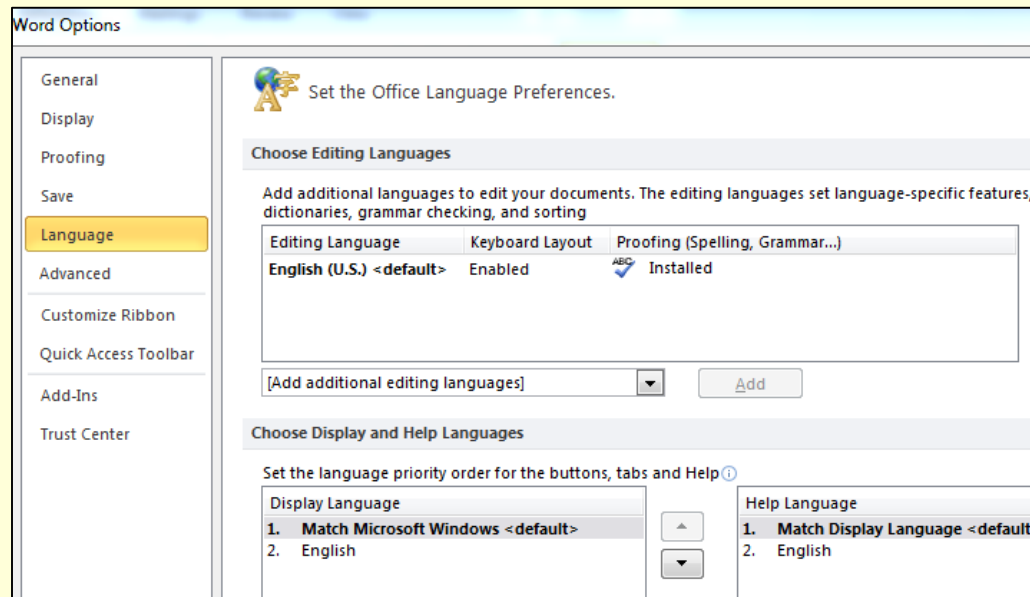 Word Options
General
Display
Proofing
Save
Language
Advanced
Customize Ribbon
Quick Access Toolbar
Add-Ins
Trust Center
Set the Office Language Preferences.
Choose Editing Languages
Add additional languages to edit your documents. The editing languages set language-specific features,
dictionaries, grammar checking, and sorting
Editing Language Keyboard Layout Proofing (Spelling, Grammar...)
English (U.S.) <default> Enabled ABC Installed
[Add additional editing languages] Add
Choose Display and Help Languages
Set the language priority order for the buttons, tabs and Help
Display Language
1. Match Microsoft Windows <default>
2. English
Help Language
1. Match Display Language <default
2. English